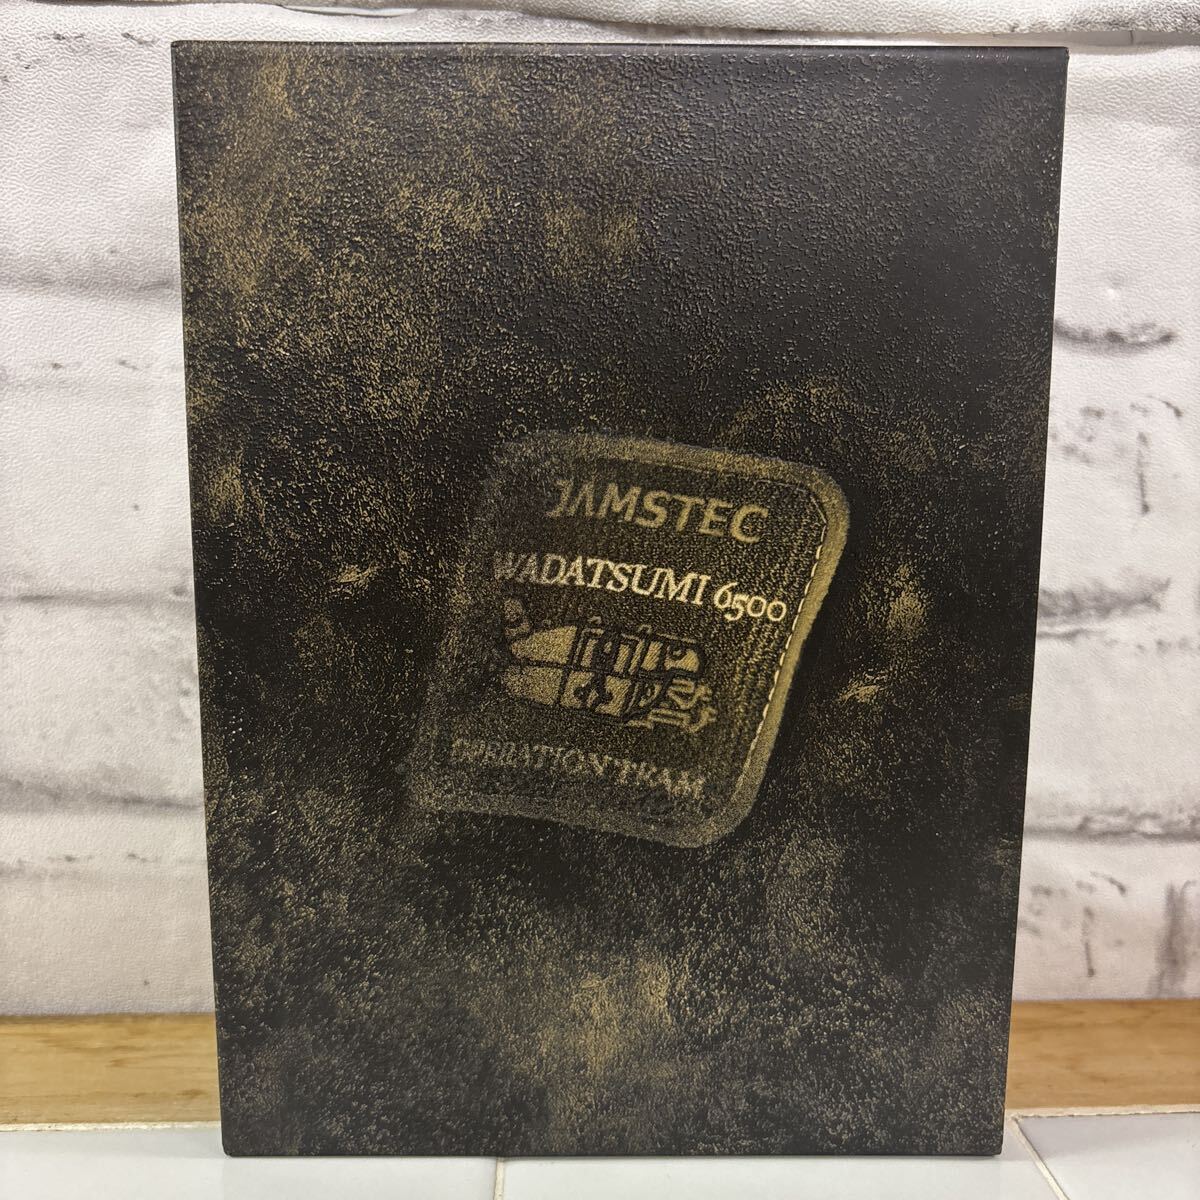 JAMSTEC
WADATSUMI 6500
OPERATION TEAM